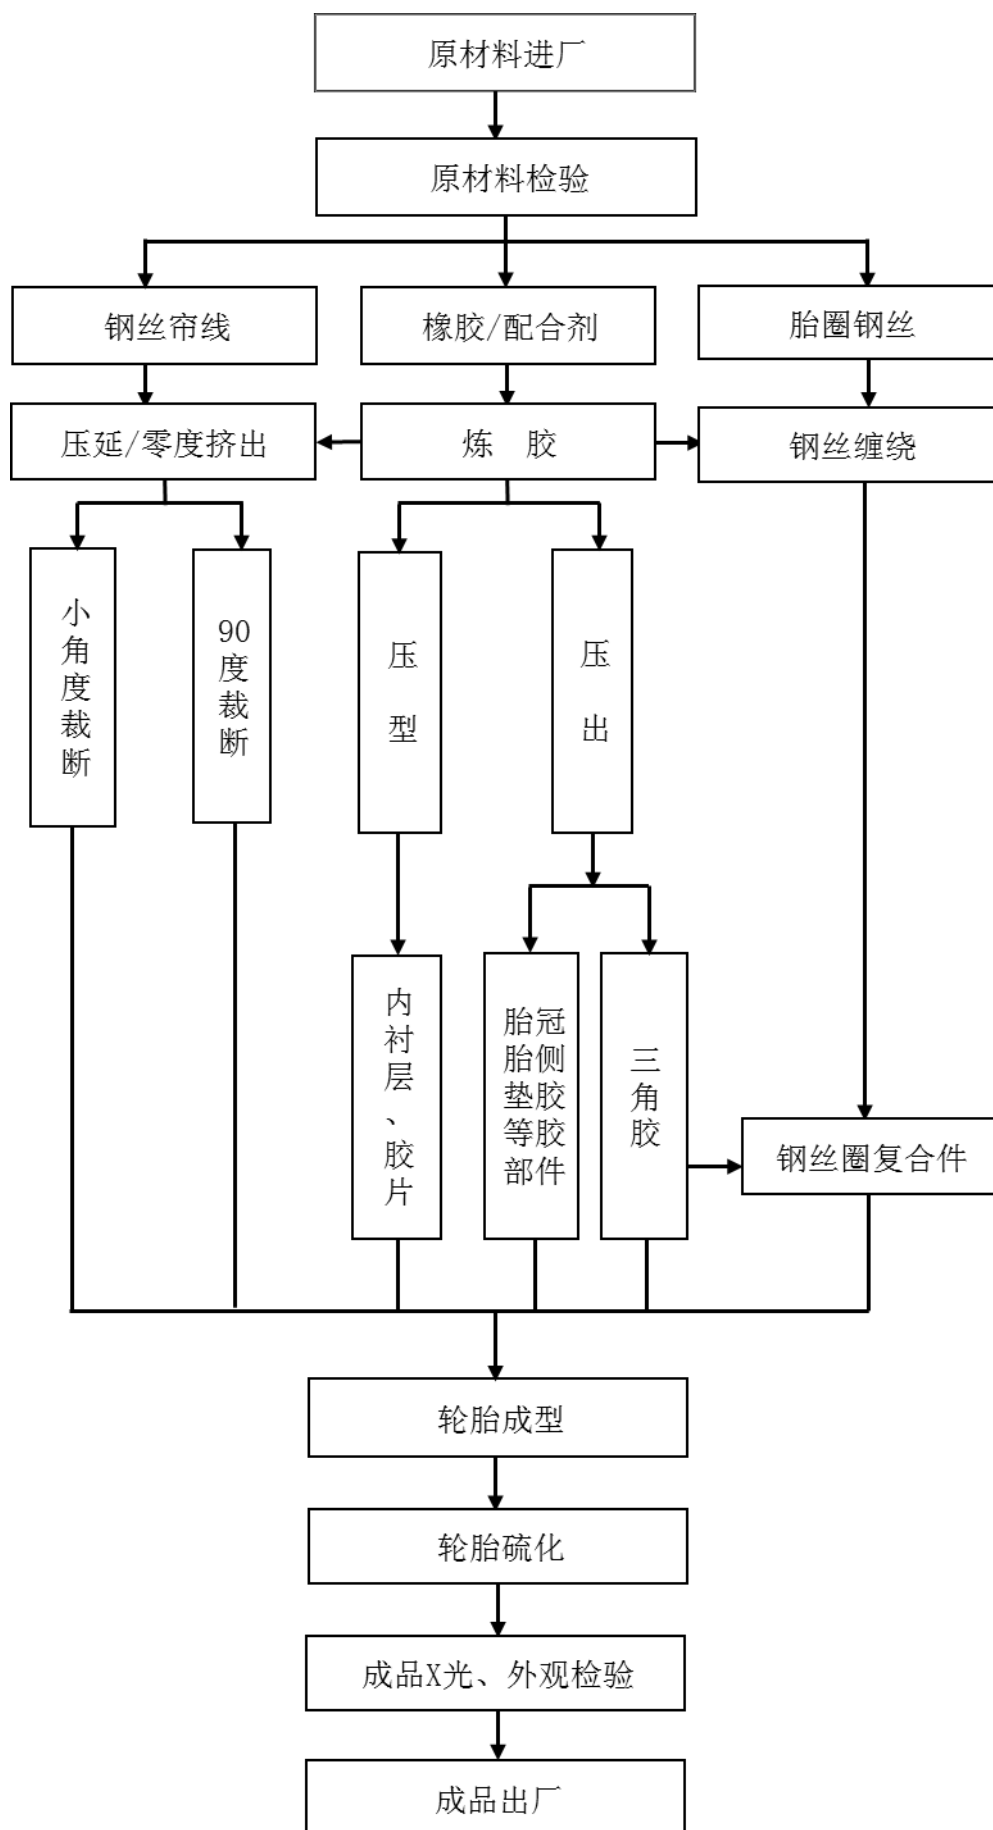 原材料进厂
原材料检验
钢丝帘线
橡胶/配合剂
胎圈钢丝
压延/零度挤出
炼 胶
钢丝缠绕
小角度裁断
90度裁断
压型
压出
内衬层、胶片
胎冠
胎侧
垫胶
等胶
部件
三角胶
钢丝圈复合件
轮胎成型
轮胎硫化
成品X光、外观检验
成品出厂